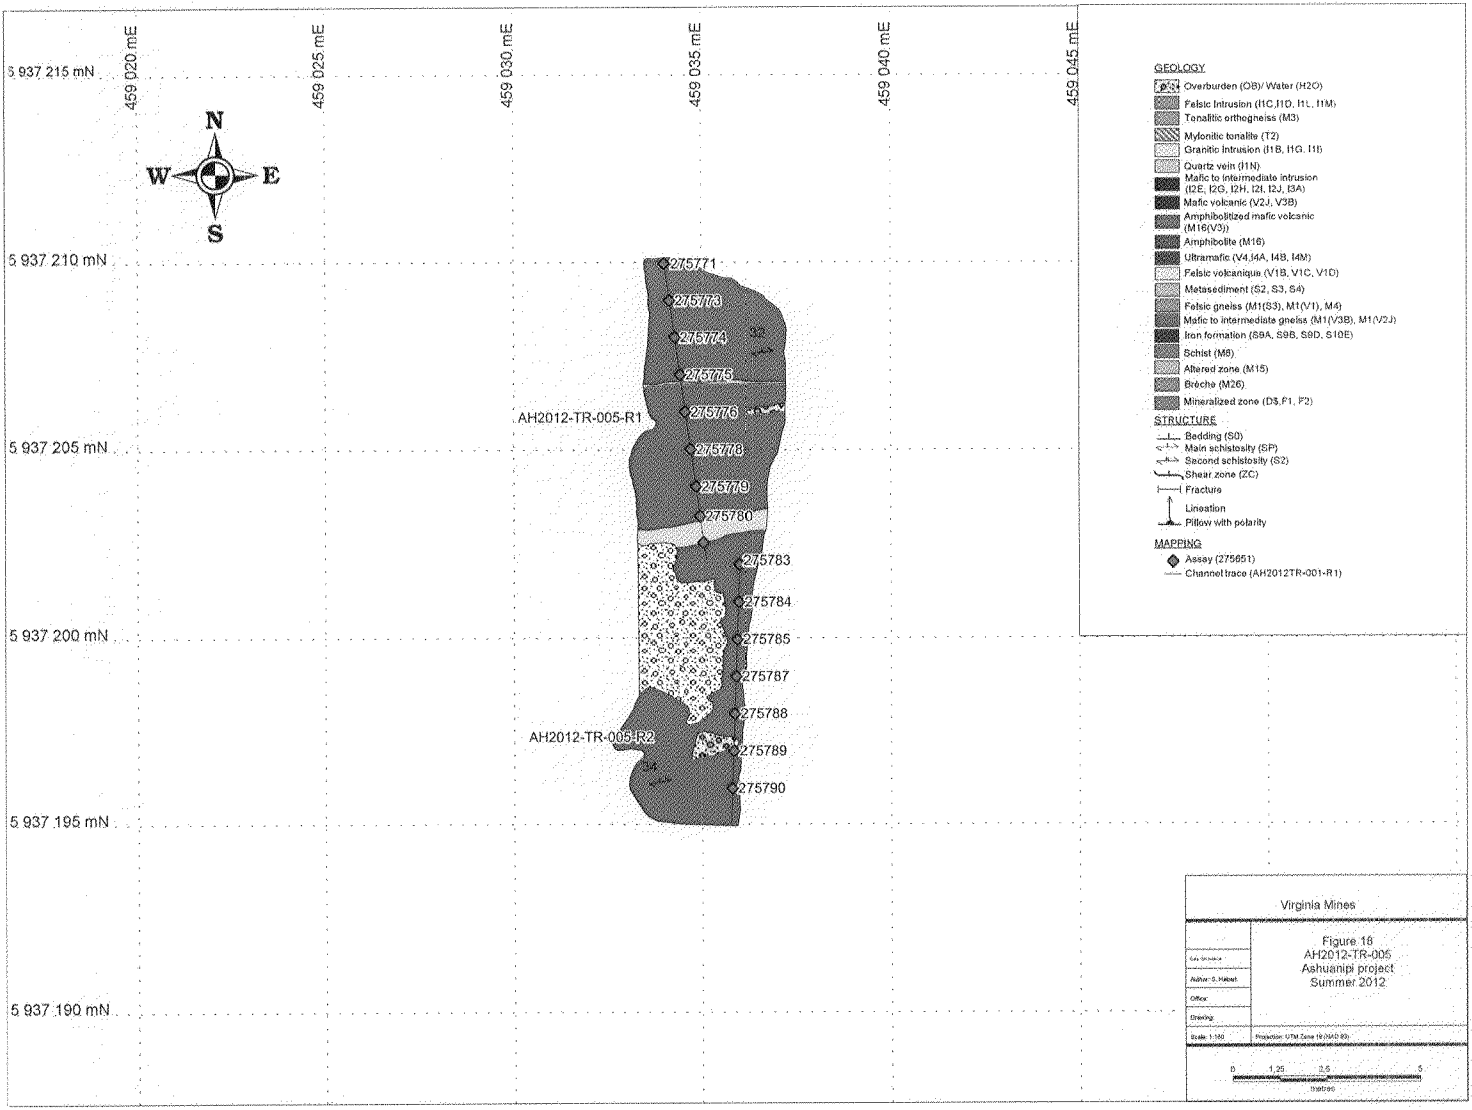 459 020 mE
459 025 mE
459 030 mE
459 035 mE
459 040 mE
459 045 mE
5 937 215 mN
5 937 210 mN
5 937 205 mN
5 937 200 mN
5 937 195 mN
5 937 190 mN
N
W E
S
275771
275773
32
275774
275775
275776
AH2012-TR-005-R1
275778
275779
275780
275783
275784
275785
275787
275788
AH2012-TR-005-R2
275789
34
275790
GEOLOGY
Overburden (OB)/ Water (H2O)
Felsic Intrusion (I1C,I1D, I1L, I1M)
Tonalitic orthogneiss (M3)
Mylonitic tonalite (T2)
Granitic Intrusion (I1B, I1G, I1I)
Quartz vein (I1N)
Mafic to intermediate intrusion
(I2E, I2G, I2H, I2I, I2J, I3A)
Mafic volcanic (V2J, V3B)
Amphibolitized mafic volcanic
(M16(V3))
Amphibolite (M16)
Ultramafic (V4,I4A, I4B, I4M)
Felsic volcanique (V1B, V1C, V1D)
Metasediment (S2, S3, S4)
Felsic gneiss (M1(S3), M1(V1), M4)
Mafic to intermediate gneiss (M1(V3B), M1(V2J)
Iron formation (S9A, S9B, S9D, S10E)
Schist (M8)
Altered zone (M15)
Brèche (M26)
Mineralized zone (D$,F1, F2)
STRUCTURE
Bedding (S0)
Main schistosity (SP)
Second schistosity (S2)
Shear zone (ZC)
Fracture
Lineation
Pillow with polarity
MAPPING
Assay (275651)
Channel trace (AH2012TR-001-R1)
Virginia Mines
Figure 18
AH2012-TR-005
Ashuanipi project
Summer 2012
Office:
Drawing:
Scale: 1:150
Projection: UTM Zone 19 (NAD 83)
0 1,25 2,5 5
metres